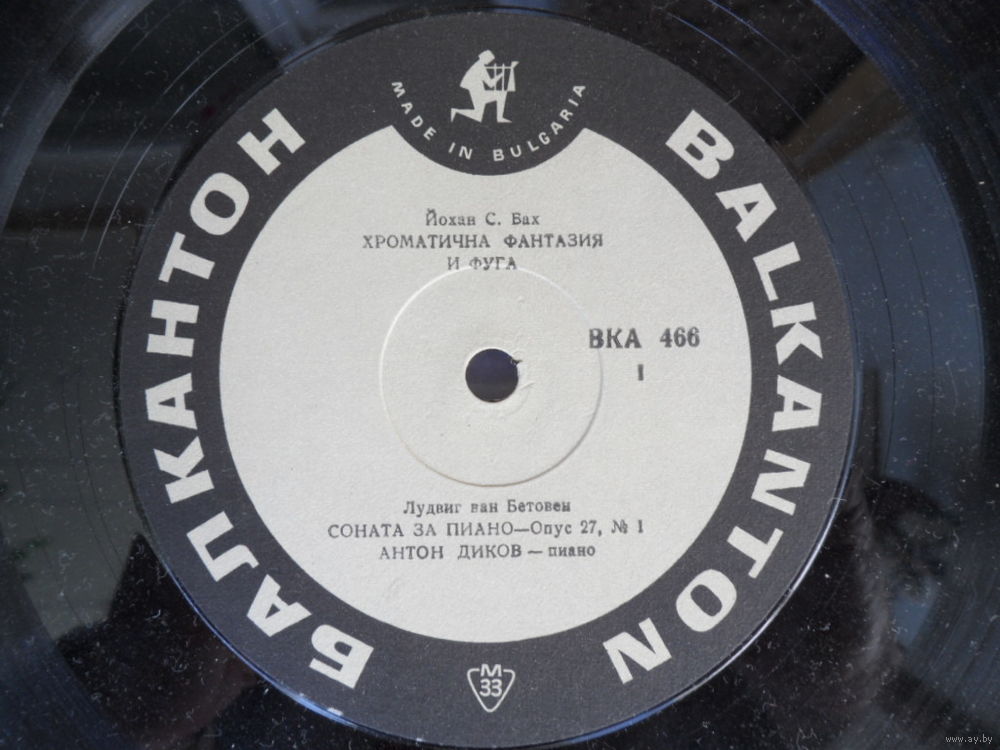 MADE IN BULGARIA
БАЛКАНТОН
BALKANTON
Йохан С. Бах
ХРОМАТИЧНА ФАНТАЗИЯ
И ФУГА
ВКА 466
I
Лудвиг ван Бетовен
СОНАТА ЗА ПИАНО—Опус 27, № 1
АНТОН ДИКОВ — пиано
M
33
www.ay.by